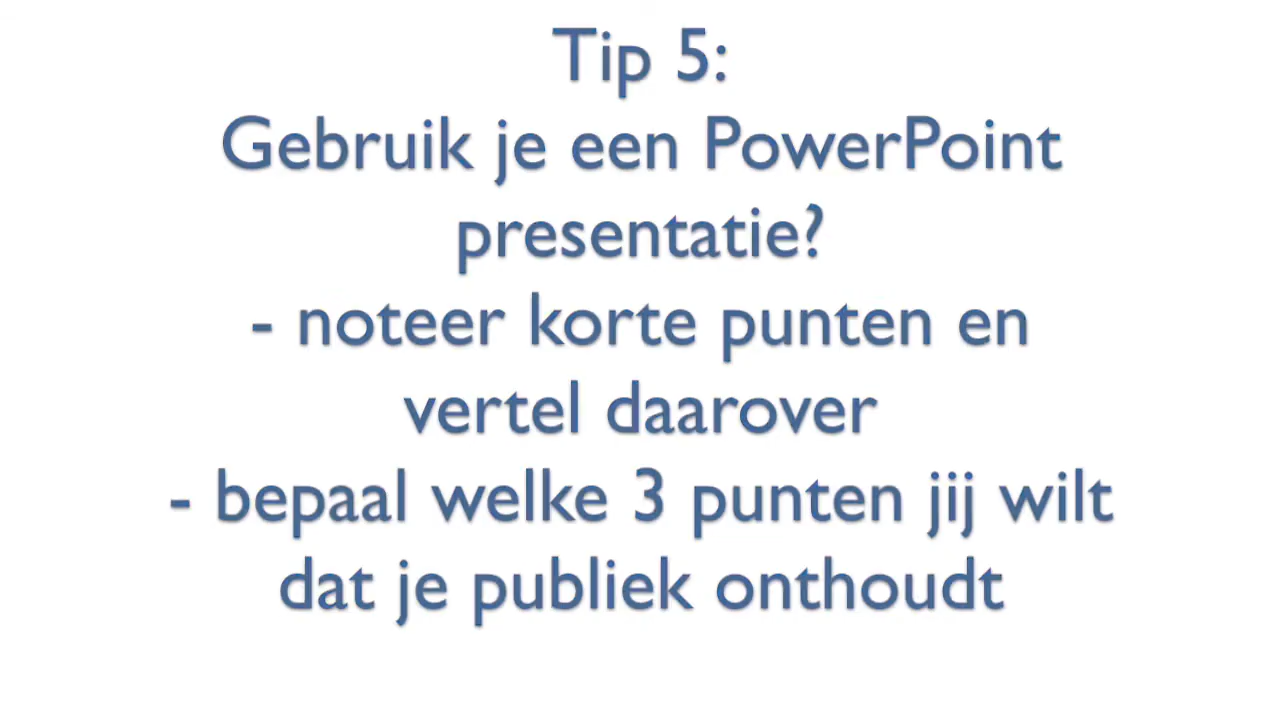 Tip 5:
Gebruik je een PowerPoint
presentatie?
- noteer korte punten en
vertel daarover
- bepaal welke 3 punten jij wilt
dat je publiek onthoudt